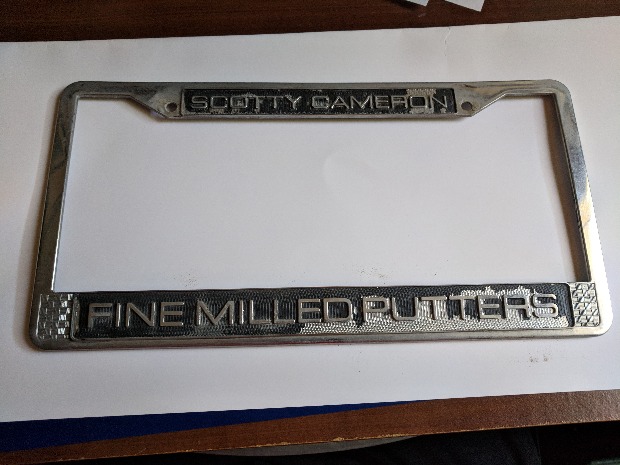 SCOTTY CAMERON
FINE MILLED PUTTERS